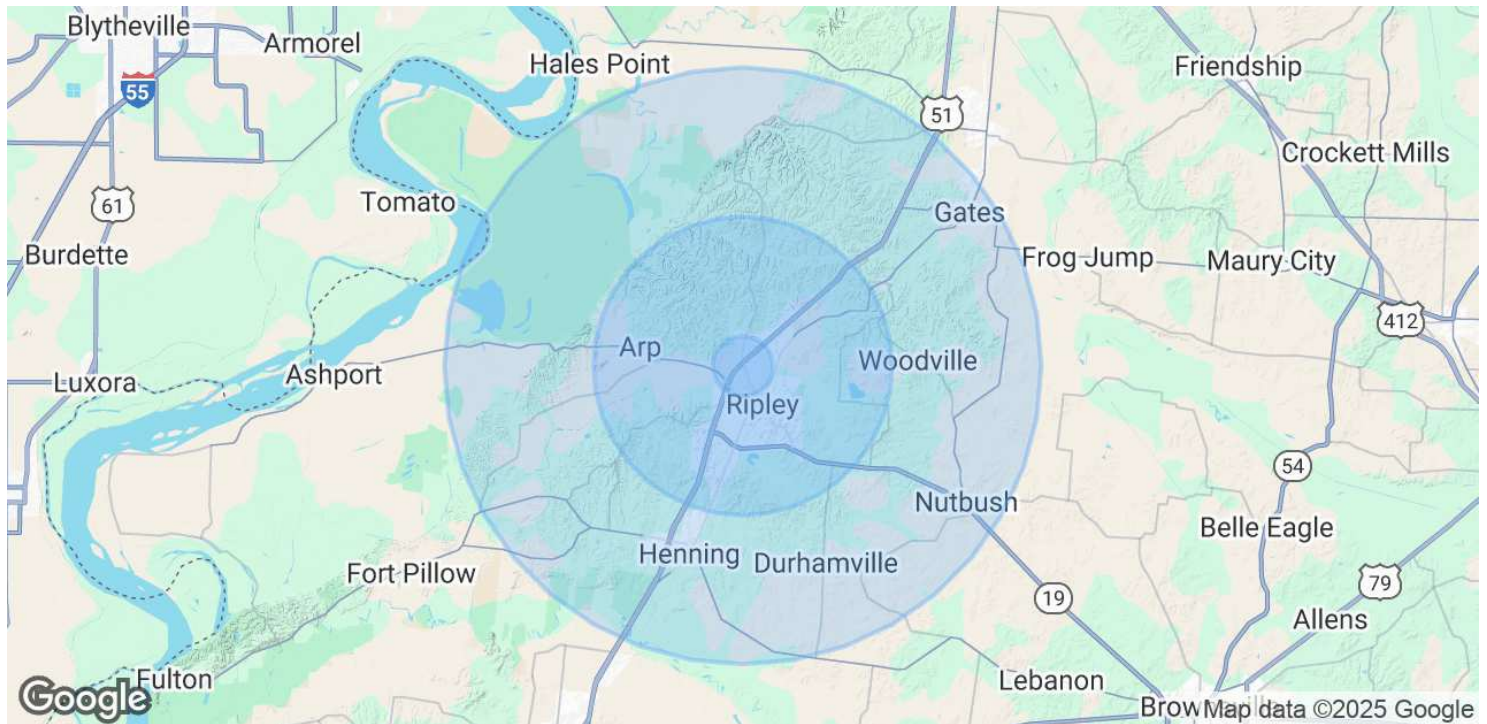 Blytheville
Armorel
Hales Point
Friendship
55
51
Crockett Mills
61
Tomato
Gates
Burdette
Frog Jump
Maury City
412
Arp
Woodville
Luxora
Ashport
Ripley
54
Nutbush
Belle Eagle
Henning
Durhamville
Fort Pillow
79
19
Allens
Fulton
Lebanon
Google
Map data ©2025 Google